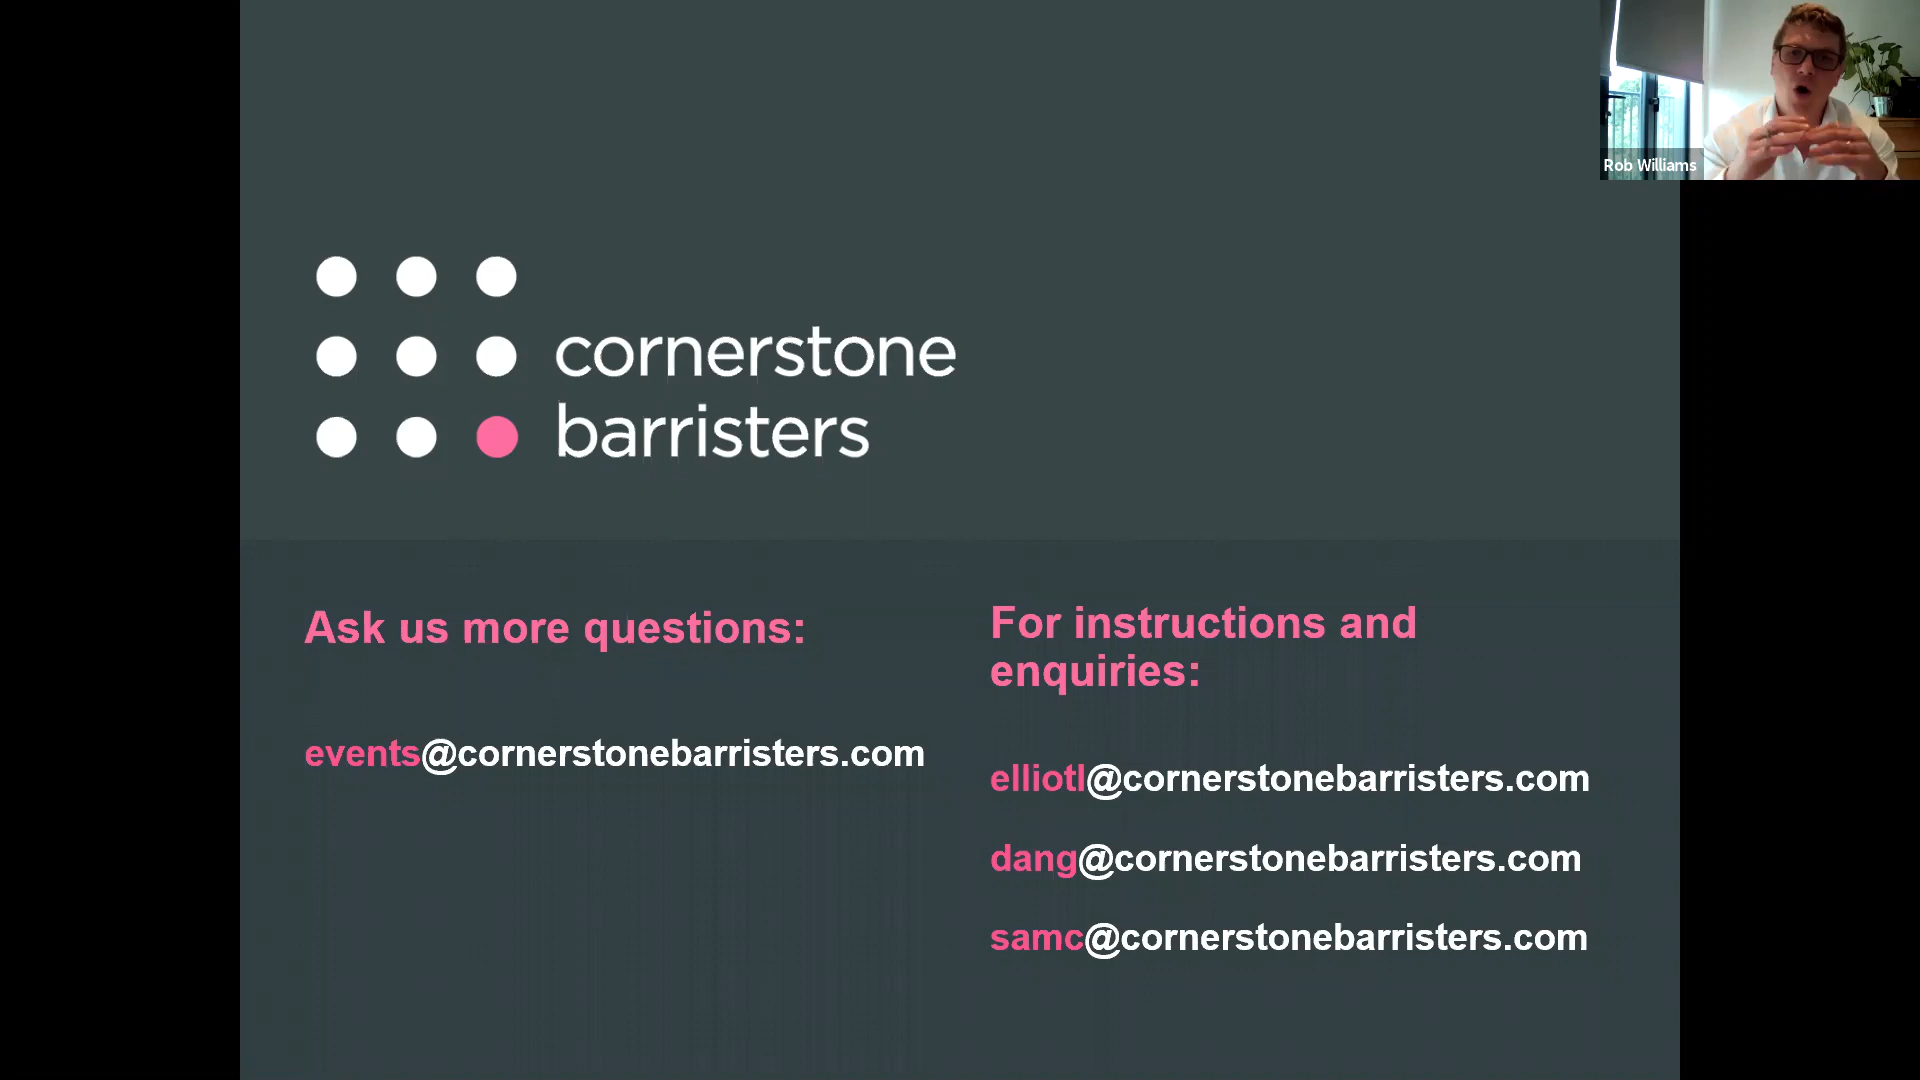 Rob Williams
cornerstone
barristers
Ask us more questions:
events@cornerstonebarristers.com
For instructions and
enquiries:
elliotl@cornerstonebarristers.com
dang@cornerstonebarristers.com
samc@cornerstonebarristers.com